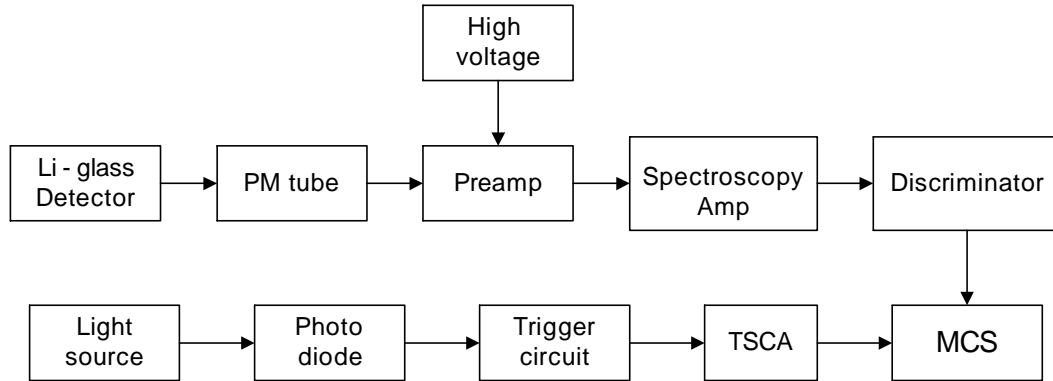 High
voltage
Li - glass
Detector
PM tube
Preamp
Spectroscopy
Amp
Discriminator
Light
source
Photo
diode
Trigger
circuit
TSCA
MCS